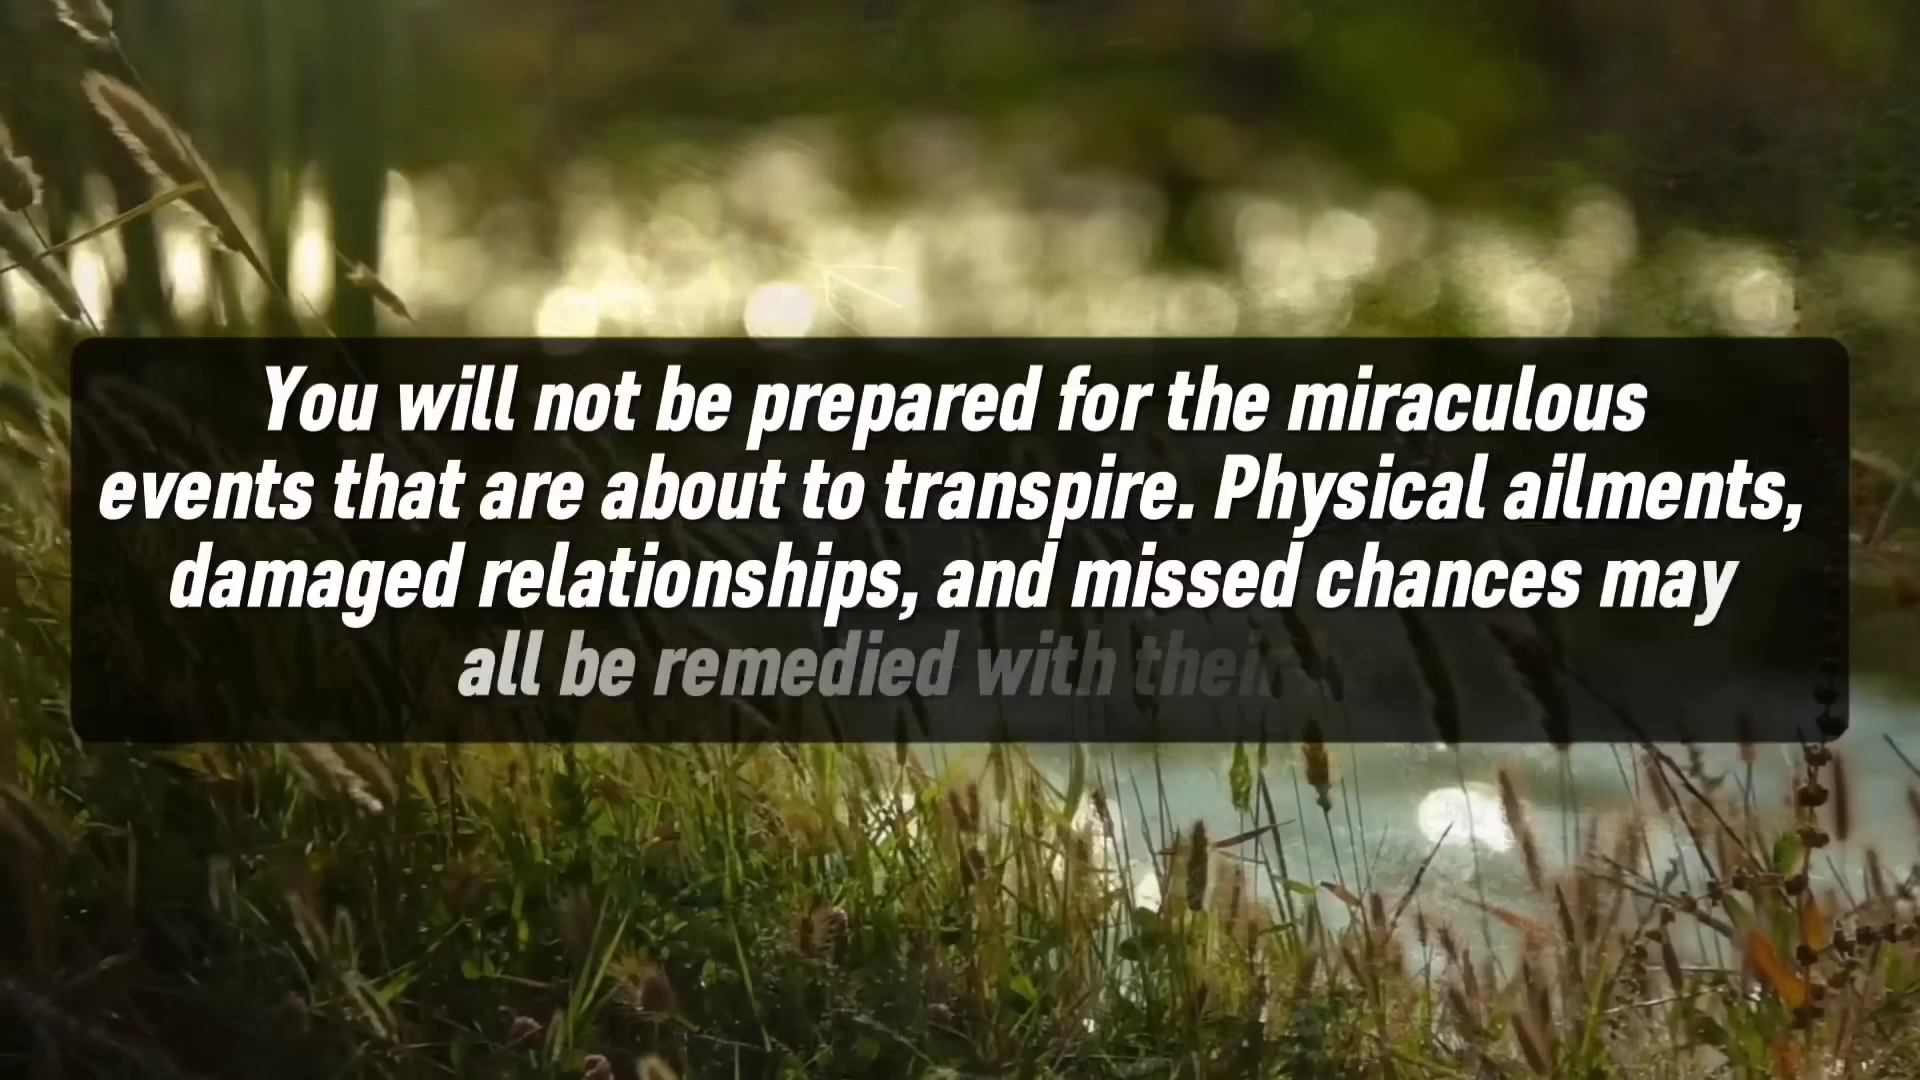 You will not be prepared for the miraculous
events that are about to transpire. Physical ailments,
damaged relationships, and missed chances may
all be remedied with their